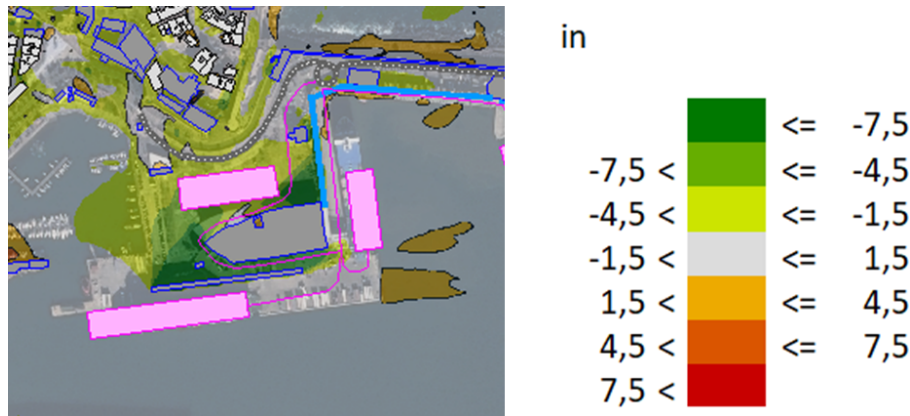 in
<= -7,5
-7,5 < <= -4,5
-4,5 < <= -1,5
-1,5 < <= 1,5
1,5 < <= 4,5
4,5 < <= 7,5
7,5 <